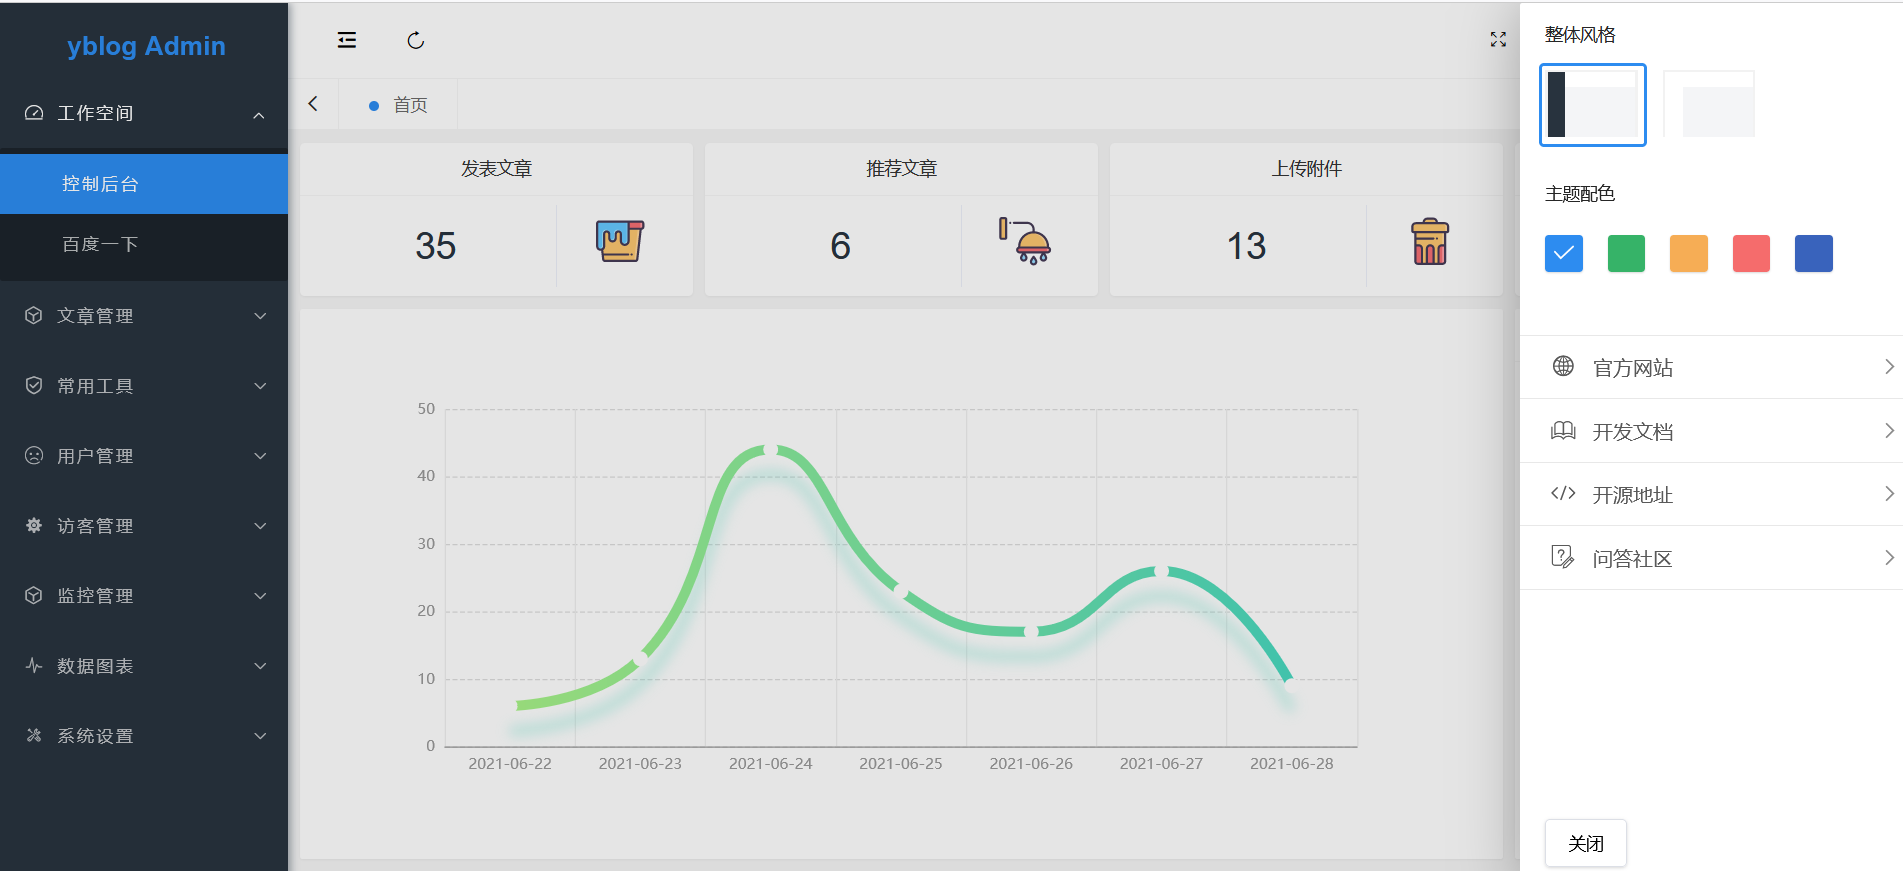 yblog Admin
工作空间
控制后台
百度一下
文章管理
常用工具
用户管理
访客管理
监控管理
数据图表
系统设置
首页
发表文章
35
推荐文章
6
上传附件
13
50
40
30
20
10
0
2021-06-22
2021-06-23
2021-06-24
2021-06-25
2021-06-26
2021-06-27
2021-06-28
整体风格
主题配色
官方网站
开发文档
开源地址
问答社区
关闭